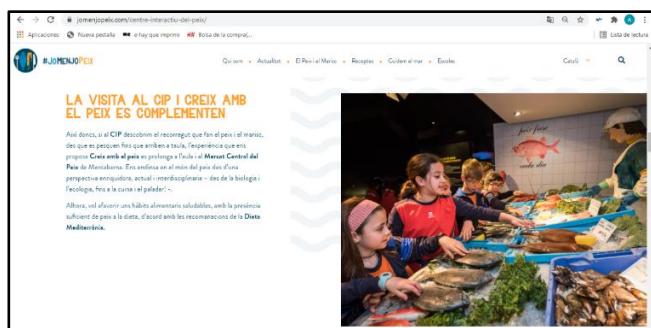 jomenjopeix.com/centre-interactiu-del-peix/
Aplicaciones Nueva pestaña e hay que imprimir Bolsa de la compra(...
Lista de lectura
#JOMENJOPEIX
Qui som Actualitat El Peix i el Marisc Receptes Cuidem el mar Escoles
Català
LA VISITA AL CIP I CREIX AMB
EL PEIX ES COMPLEMENTEN
Així doncs, si al CIP descobrim el recorregut que fan el peix i el marisc,
des que es pesquen fins que arriben a taula, l'experiència que ens
proposa Creix amb el peix es prolonga a l'aula i al Mercat Central del
Peix de Mercabarna. Ens endinsa en el món del peix des d'una
perspectiva enriquidora, actual i interdisciplinària – des de la biologia i
l'ecologia, fins a la cuina i el paladar! -.
Alhora, vol afavorir uns hàbits alimentaris saludables, amb la presència
suficient de peix a la dieta, d'acord amb les recomanacions de la Dieta
Mediterrània.
peix fresc
cada dia